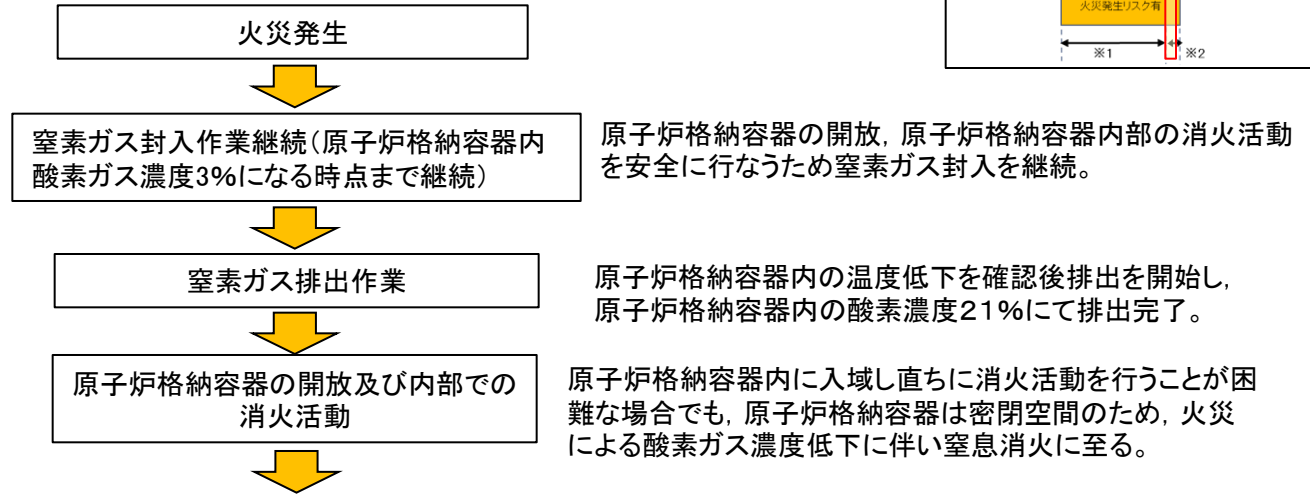 火災発生リスク有
※1
※2
火災発生
窒素ガス封入作業継続(原子炉格納容器内
酸素ガス濃度3%になる時点まで継続)
原子炉格納容器の開放，原子炉格納容器内部の消火活動
を安全に行なうため窒素ガス封入を継続。
窒素ガス排出作業
原子炉格納容器内の温度低下を確認後排出を開始し，
原子炉格納容器内の酸素濃度２１％にて排出完了。
原子炉格納容器の開放及び内部での
消火活動
原子炉格納容器内に入域し直ちに消火活動を行うことが困
難な場合でも，原子炉格納容器は密閉空間のため，火災
による酸素ガス濃度低下に伴い窒息消火に至る。